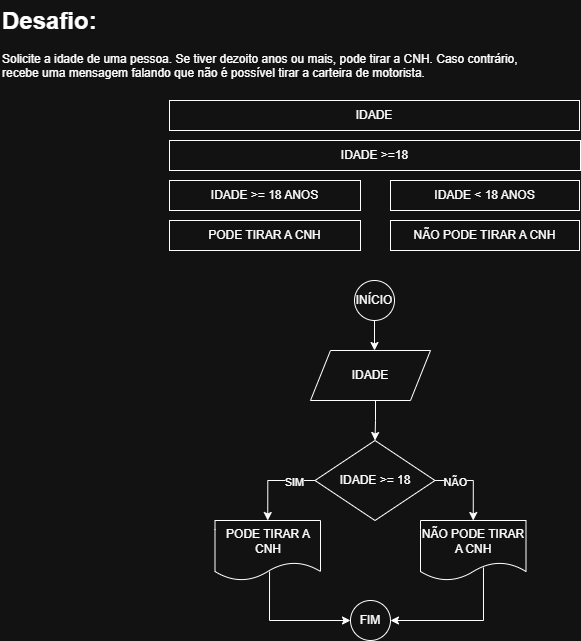 Desafio:
Solicite a idade de uma pessoa. Se tiver dezoito anos ou mais, pode tirar a CNH. Caso contrário,
recebe uma mensagem falando que não é possível tirar a carteira de motorista.
IDADE
IDADE >=18
IDADE >= 18 ANOS
IDADE < 18 ANOS
PODE TIRAR A CNH
NÃO PODE TIRAR A CNH
INÍCIO
IDADE
IDADE >= 18
SIM
NÃO
PODE TIRAR A
CNH
NÃO PODE TIRAR
A CNH
FIM